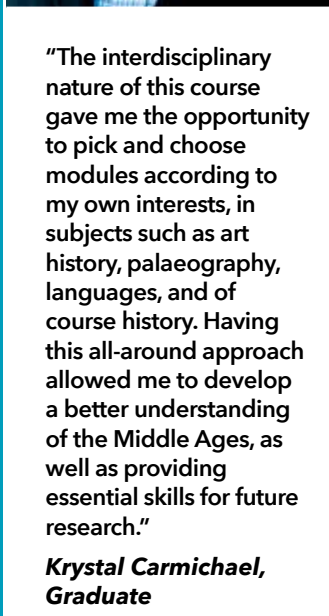 “The interdisciplinary
nature of this course
gave me the opportunity
to pick and choose
modules according to
my own interests, in
subjects such as art
history, palaeography,
languages, and of
course history. Having
this all-around approach
allowed me to develop
a better understanding
of the Middle Ages, as
well as providing
essential skills for future
research.”
Krystal Carmichael,
Graduate